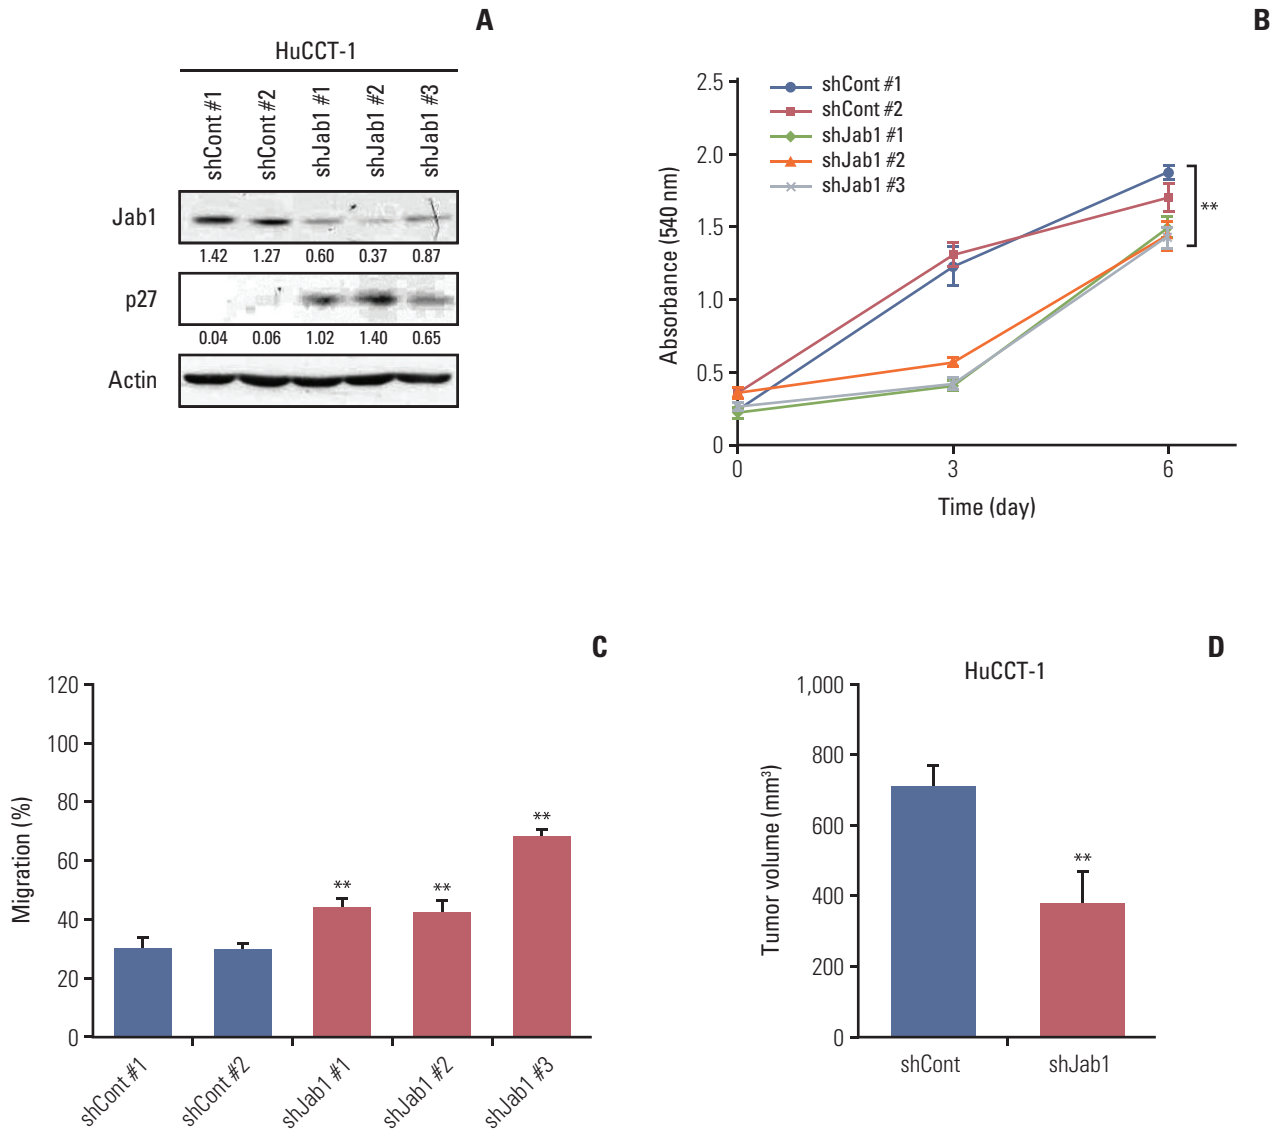 A
HuCCT-1
shCont #1
shCont #2
shJab1 #1
shJab1 #2
shJab1 #3
Jab1
1.42 1.27 0.60 0.37 0.87
p27
0.04 0.06 1.02 1.40 0.65
Actin
B
2.5
2.0
1.5
1.0
0.5
0
Absorbance (540 nm)
shCont #1
shCont #2
shJab1 #1
shJab1 #2
shJab1 #3
**
0 3 6
Time (day)
C
120
100
80
60
40
20
0
Migration (%)
** ** **
shCont #1
shCont #2
shJab1 #1
shJab1 #2
shJab1 #3
D
HuCCT-1
1,000
800
600
400
200
0
Tumor volume (mm³)
**
shCont shJab1